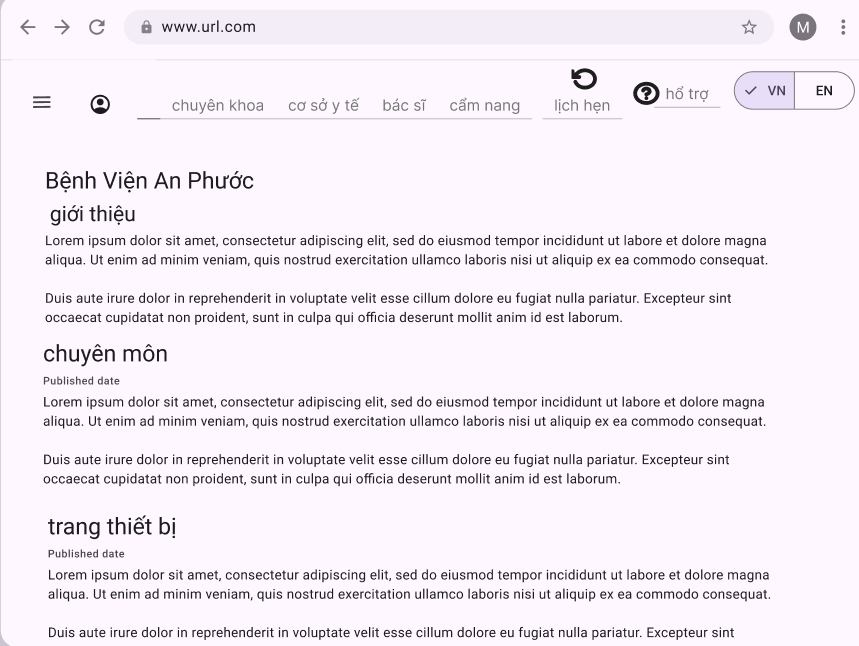 www.url.com
M
chuyên khoa cơ sở y tế bác sĩ cẩm nang lịch hẹn hổ trợ VN EN
Bệnh Viện An Phước
giới thiệu
Lorem ipsum dolor sit amet, consectetur adipiscing elit, sed do eiusmod tempor incididunt ut labore et dolore magna
aliqua. Ut enim ad minim veniam, quis nostrud exercitation ullamco laboris nisi ut aliquip ex ea commodo consequat.
Duis aute irure dolor in reprehenderit in voluptate velit esse cillum dolore eu fugiat nulla pariatur. Excepteur sint
occaecat cupidatat non proident, sunt in culpa qui officia deserunt mollit anim id est laborum.
chuyên môn
Published date
Lorem ipsum dolor sit amet, consectetur adipiscing elit, sed do eiusmod tempor incididunt ut labore et dolore magna
aliqua. Ut enim ad minim veniam, quis nostrud exercitation ullamco laboris nisi ut aliquip ex ea commodo consequat.
Duis aute irure dolor in reprehenderit in voluptate velit esse cillum dolore eu fugiat nulla pariatur. Excepteur sint
occaecat cupidatat non proident, sunt in culpa qui officia deserunt mollit anim id est laborum.
trang thiết bị
Published date
Lorem ipsum dolor sit amet, consectetur adipiscing elit, sed do eiusmod tempor incididunt ut labore et dolore magna
aliqua. Ut enim ad minim veniam, quis nostrud exercitation ullamco laboris nisi ut aliquip ex ea commodo consequat.
Duis aute irure dolor in reprehenderit in voluptate velit esse cillum dolore eu fugiat nulla pariatur. Excepteur sint